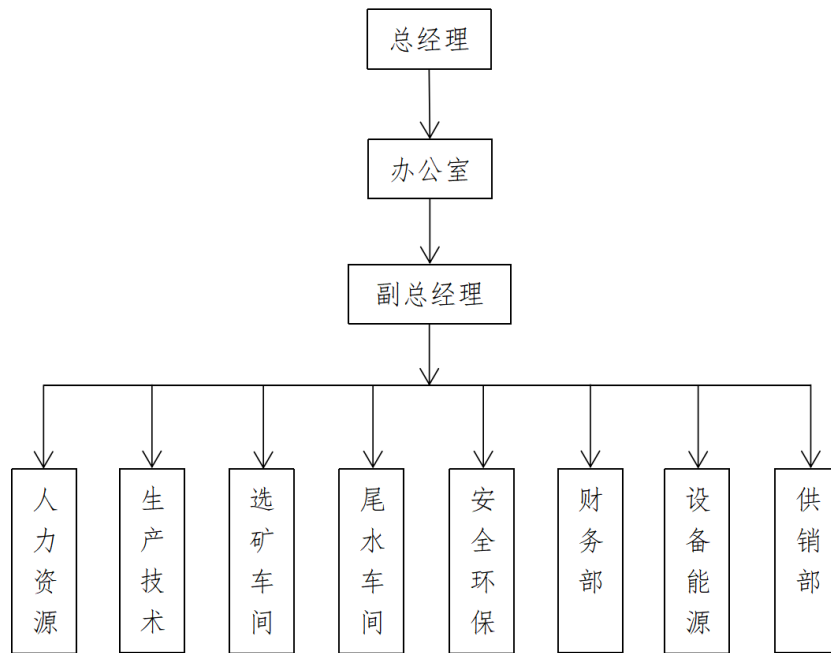 总经理
办公室
副总经理
人力资源
生产技术
选矿车间
尾水车间
安全环保
财务部
设备能源
供销部